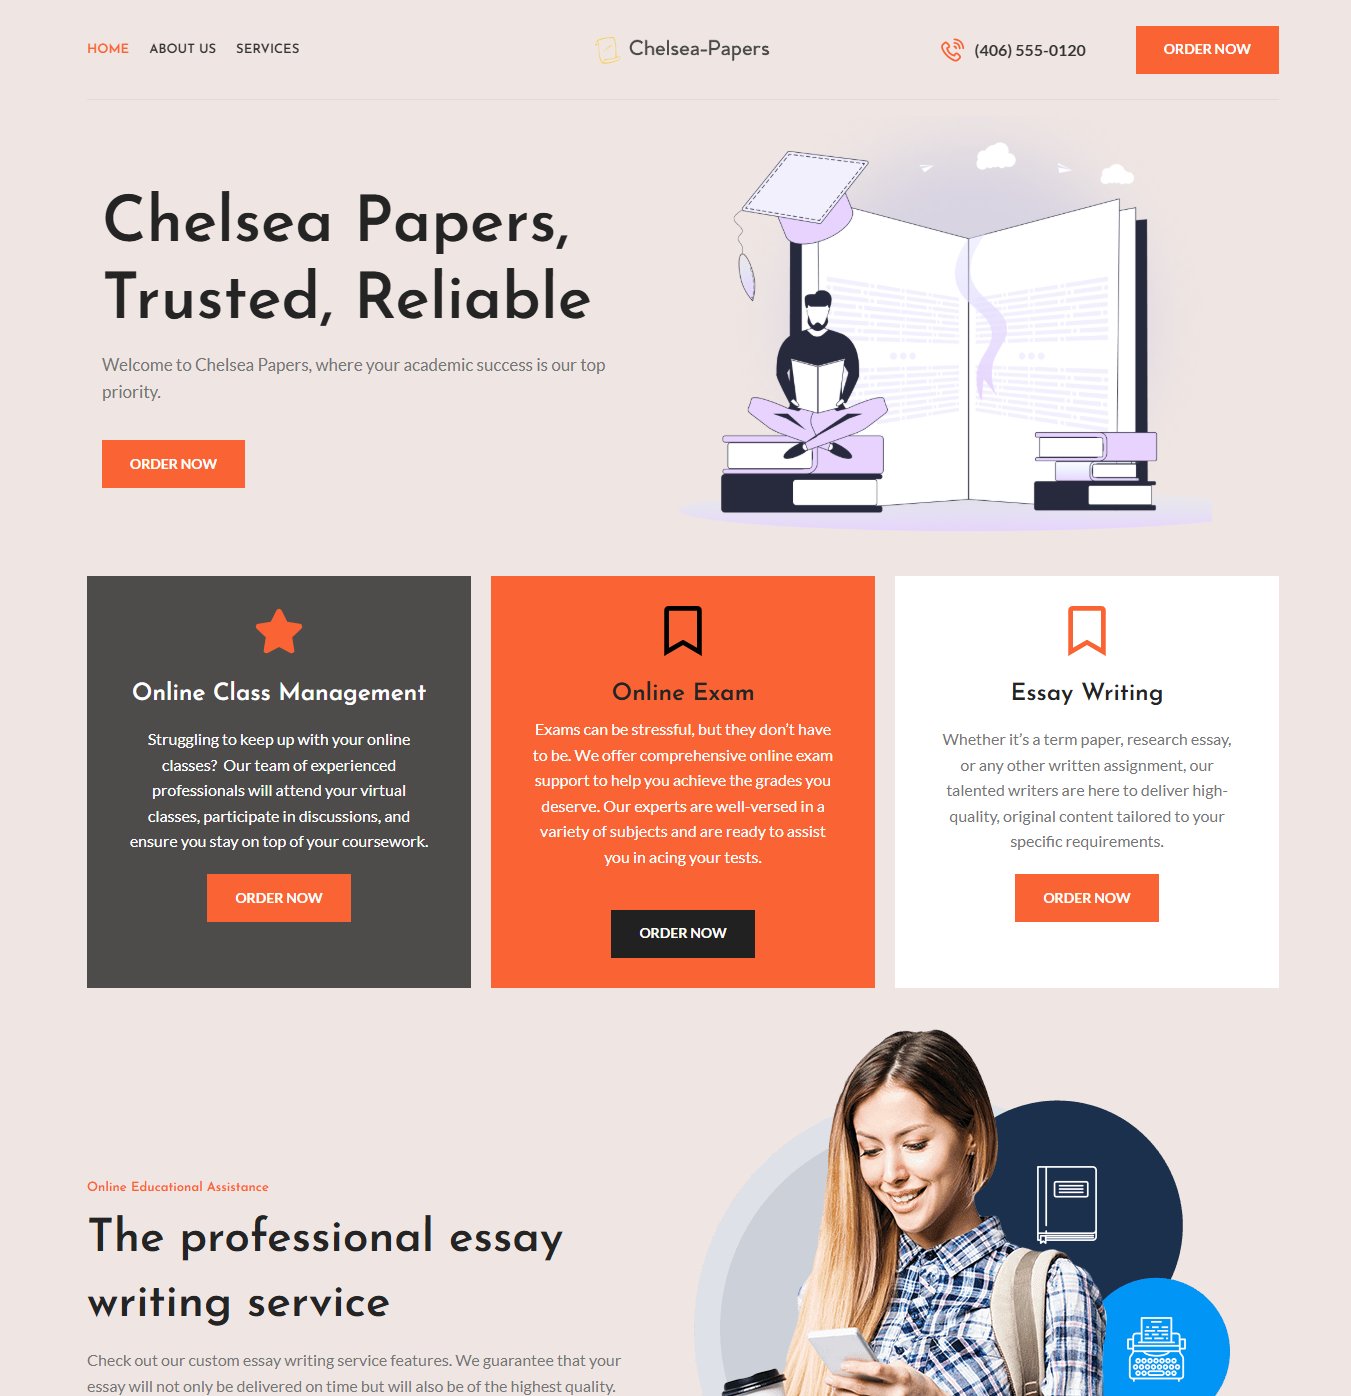 HOME ABOUT US SERVICES Chelsea-Papers (406) 555-0120 ORDER NOW
Chelsea Papers,
Trusted, Reliable
Welcome to Chelsea Papers, where your academic success is our top
priority.
ORDER NOW
Online Class Management
Struggling to keep up with your online
classes? Our team of experienced
professionals will attend your virtual
classes, participate in discussions, and
ensure you stay on top of your coursework.
ORDER NOW
Online Exam
Exams can be stressful, but they don’t have
to be. We offer comprehensive online exam
support to help you achieve the grades you
deserve. Our experts are well-versed in a
variety of subjects and are ready to assist
you in acing your tests.
ORDER NOW
Essay Writing
Whether it’s a term paper, research essay,
or any other written assignment, our
talented writers are here to deliver high-
quality, original content tailored to your
specific requirements.
ORDER NOW
Online Educational Assistance
The professional essay
writing service
Check out our custom essay writing service features. We guarantee that your
essay will not only be delivered on time but will also be of the highest quality.